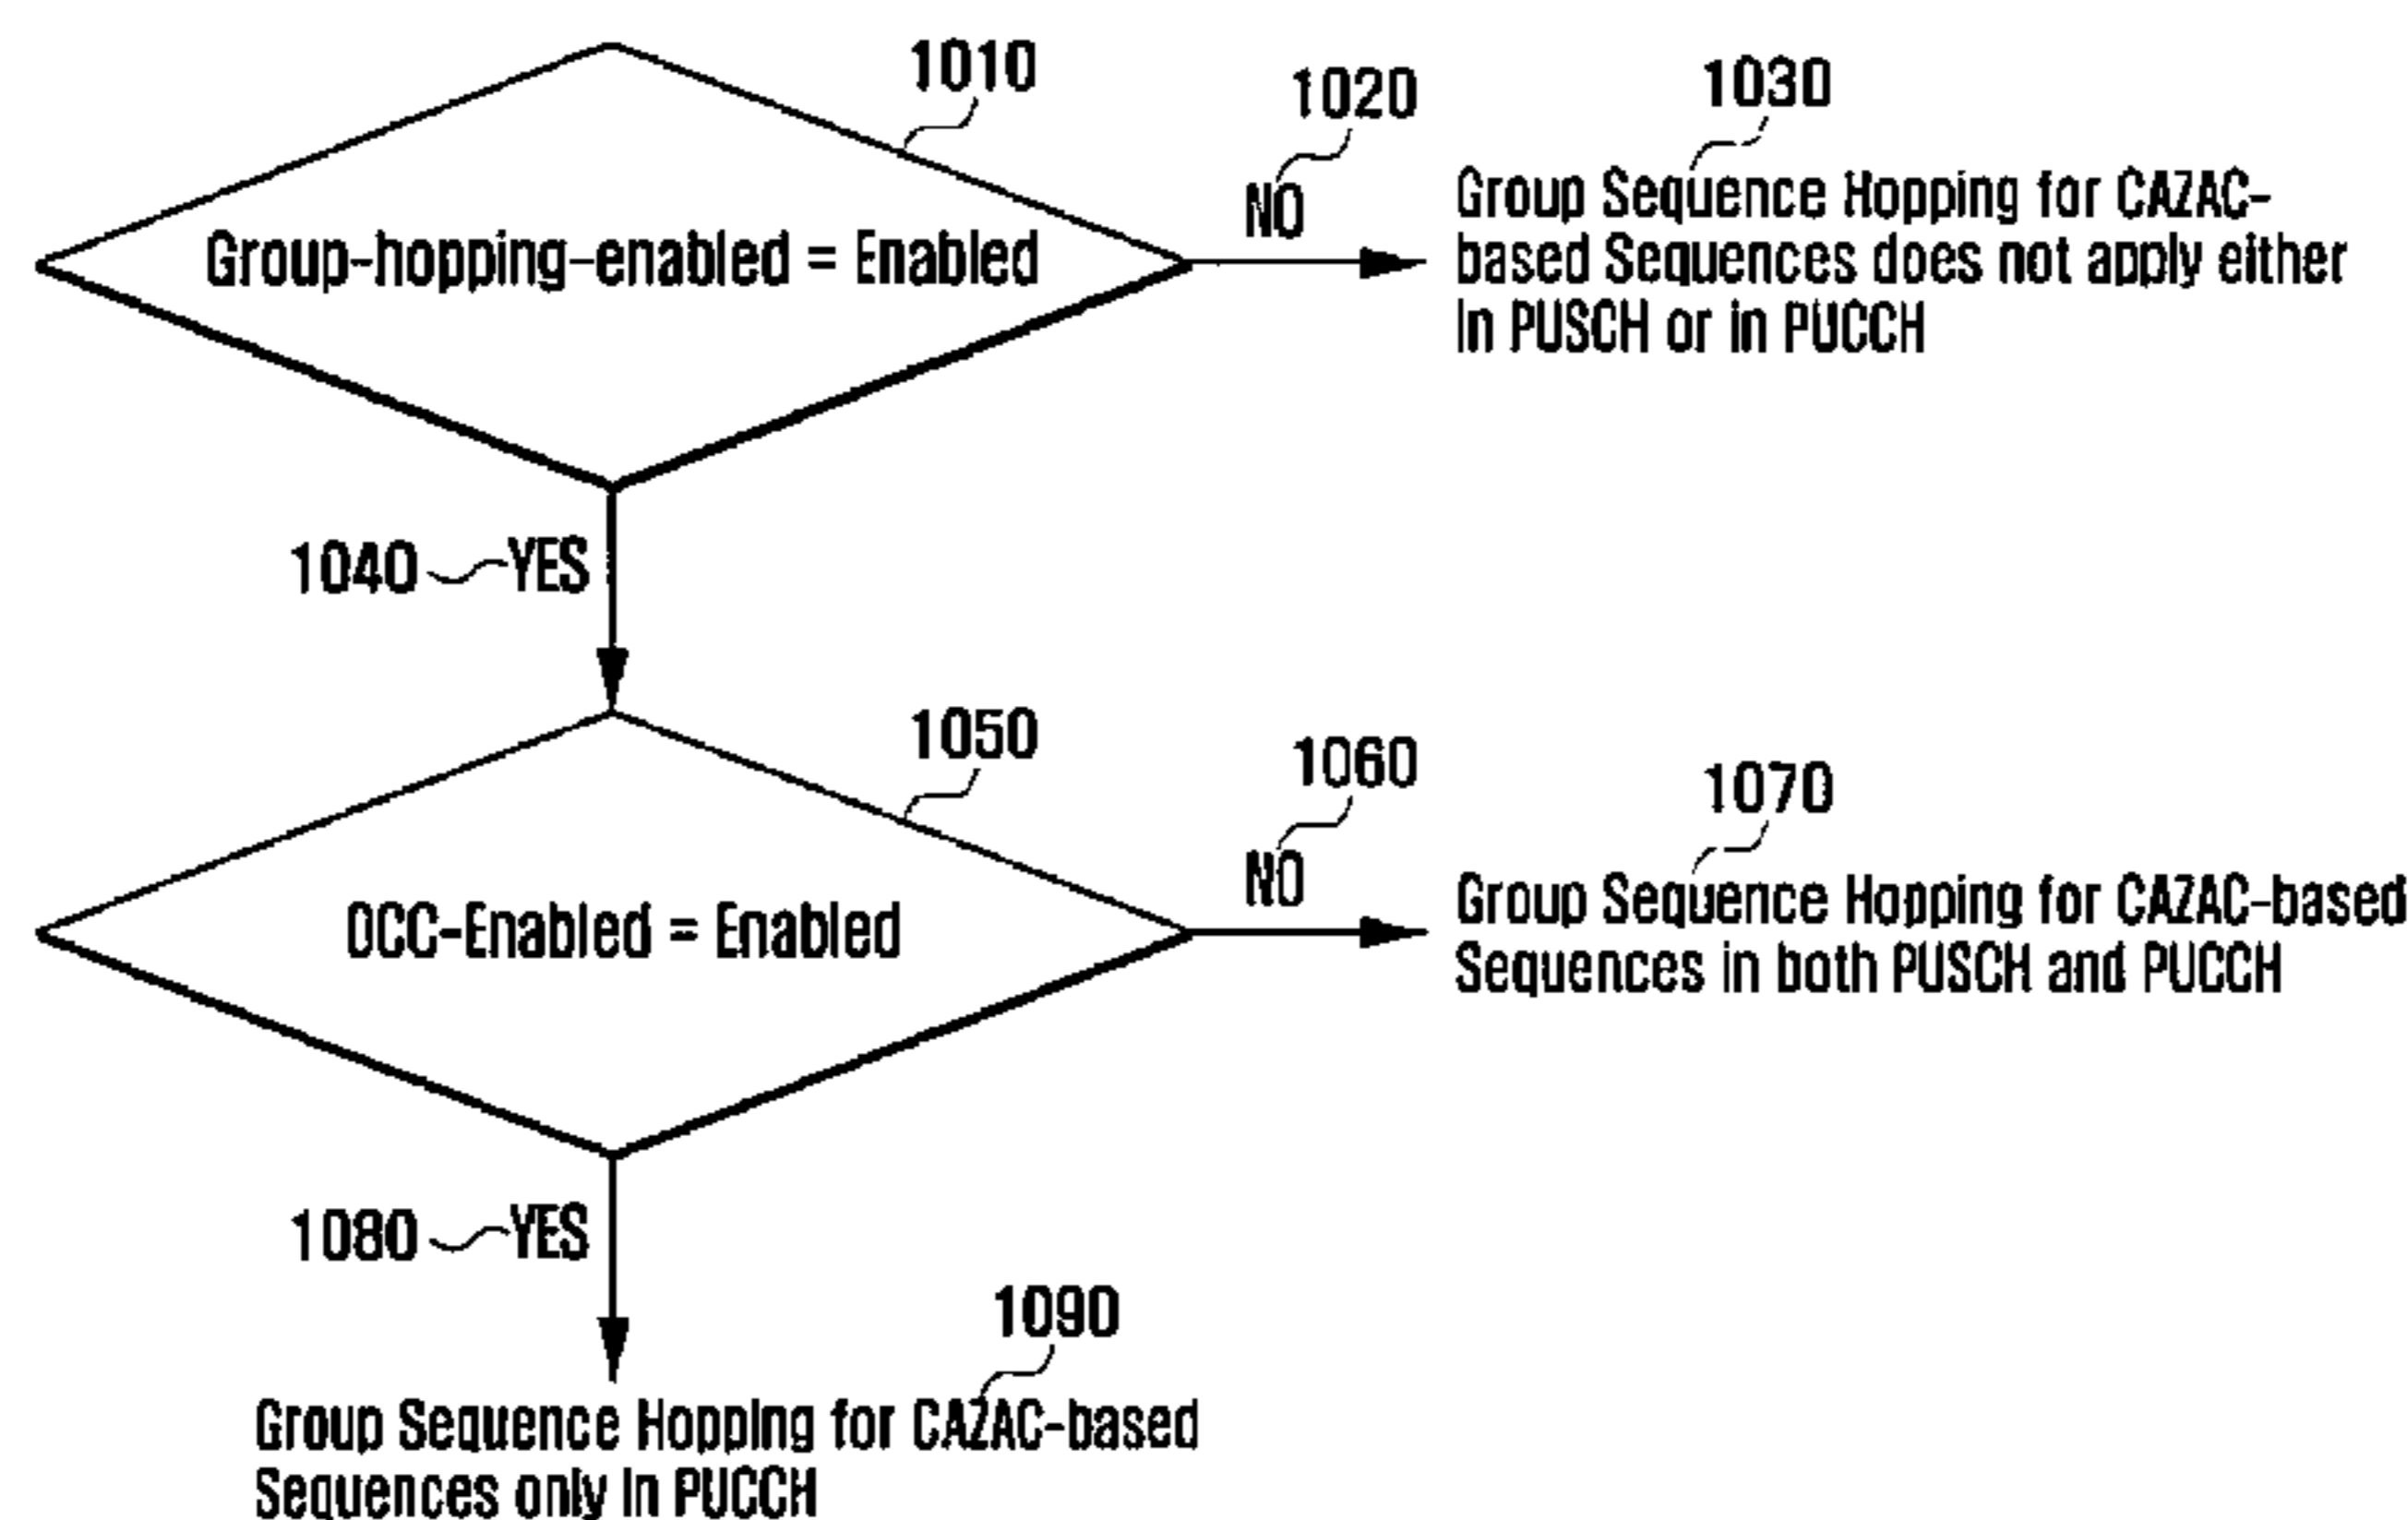 1010
1020
1030
Group-hopping-enabled = Enabled
NO
Group Sequence Hopping for CAZAC-
based Sequences does not apply either
in PUSCH or in PUCCH
1040
YES
1050
1060
1070
OCC-Enabled = Enabled
NO
Group Sequence Hopping for CAZAC-based
Sequences in both PUSCH and PUCCH
1080
YES
1090
Group Sequence Hopping for CAZAC-based
Sequences only in PUCCH